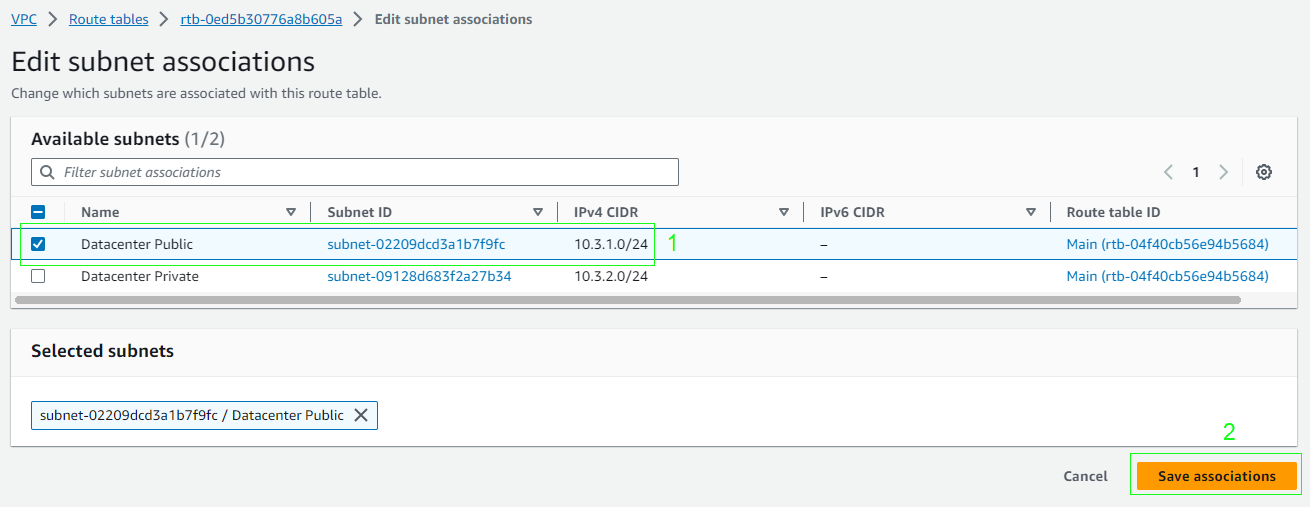 VPC > Route tables > rtb-0ed5b30776a8b605a > Edit subnet associations
Edit subnet associations
Change which subnets are associated with this route table.
Available subnets (1/2)
Filter subnet associations
1
Name Subnet ID IPv4 CIDR IPv6 CIDR Route table ID
Datacenter Public subnet-02209dcd3a1b7f9fc 10.3.1.0/24 1 – Main (rtb-04f40cb56e94b5684)
Datacenter Private subnet-09128d683f2a27b34 10.3.2.0/24 – Main (rtb-04f40cb56e94b5684)
Selected subnets
subnet-02209dcd3a1b7f9fc / Datacenter Public
2
Cancel Save associations